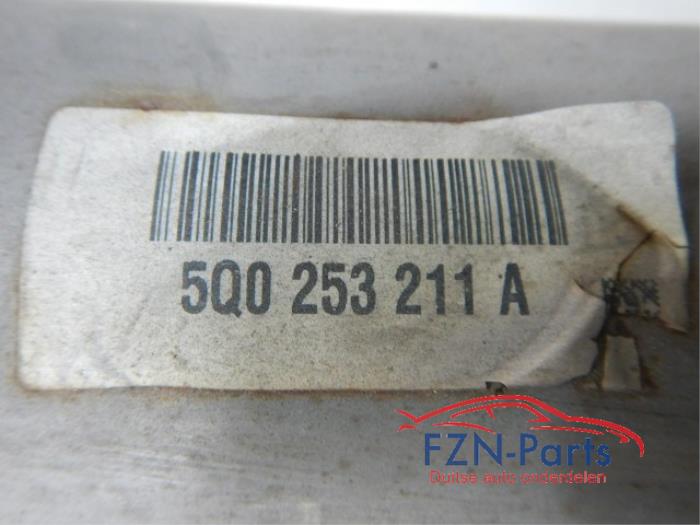 5Q0 253 211 A
FZN-Parts
Duitse auto onderdelen